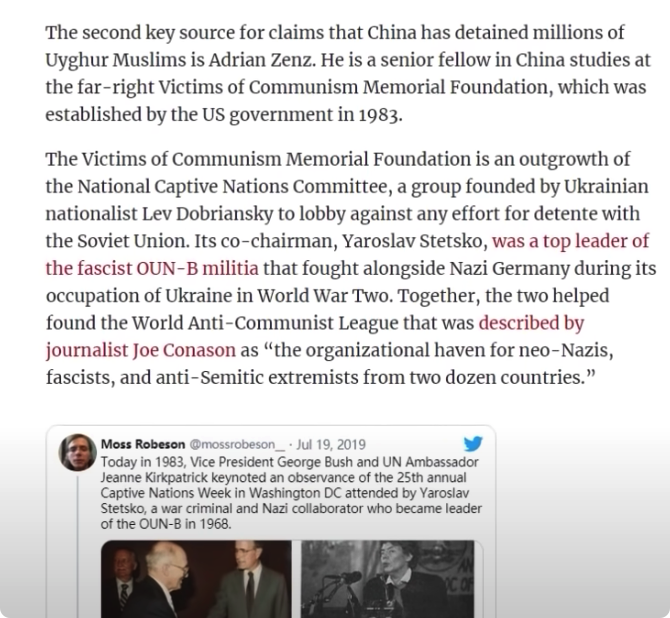 The second key source for claims that China has detained millions of
Uyghur Muslims is Adrian Zenz. He is a senior fellow in China studies at
the far-right Victims of Communism Memorial Foundation, which was
established by the US government in 1983.
The Victims of Communism Memorial Foundation is an outgrowth of
the National Captive Nations Committee, a group founded by Ukrainian
nationalist Lev Dobriansky to lobby against any effort for detente with
the Soviet Union. Its co-chairman, Yaroslav Stetsko, was a top leader of
the fascist OUN-B militia that fought alongside Nazi Germany during its
occupation of Ukraine in World War Two. Together, the two helped
found the World Anti-Communist League that was described by
journalist Joe Conason as “the organizational haven for neo-Nazis,
fascists, and anti-Semitic extremists from two dozen countries.”
Moss Robeson @mossrobeson_ · Jul 19, 2019
Today in 1983, Vice President George Bush and UN Ambassador
Jeanne Kirkpatrick keynoted an observance of the 25th annual
Captive Nations Week in Washington DC attended by Yaroslav
Stetsko, a war criminal and Nazi collaborator who became leader
of the OUN-B in 1968.